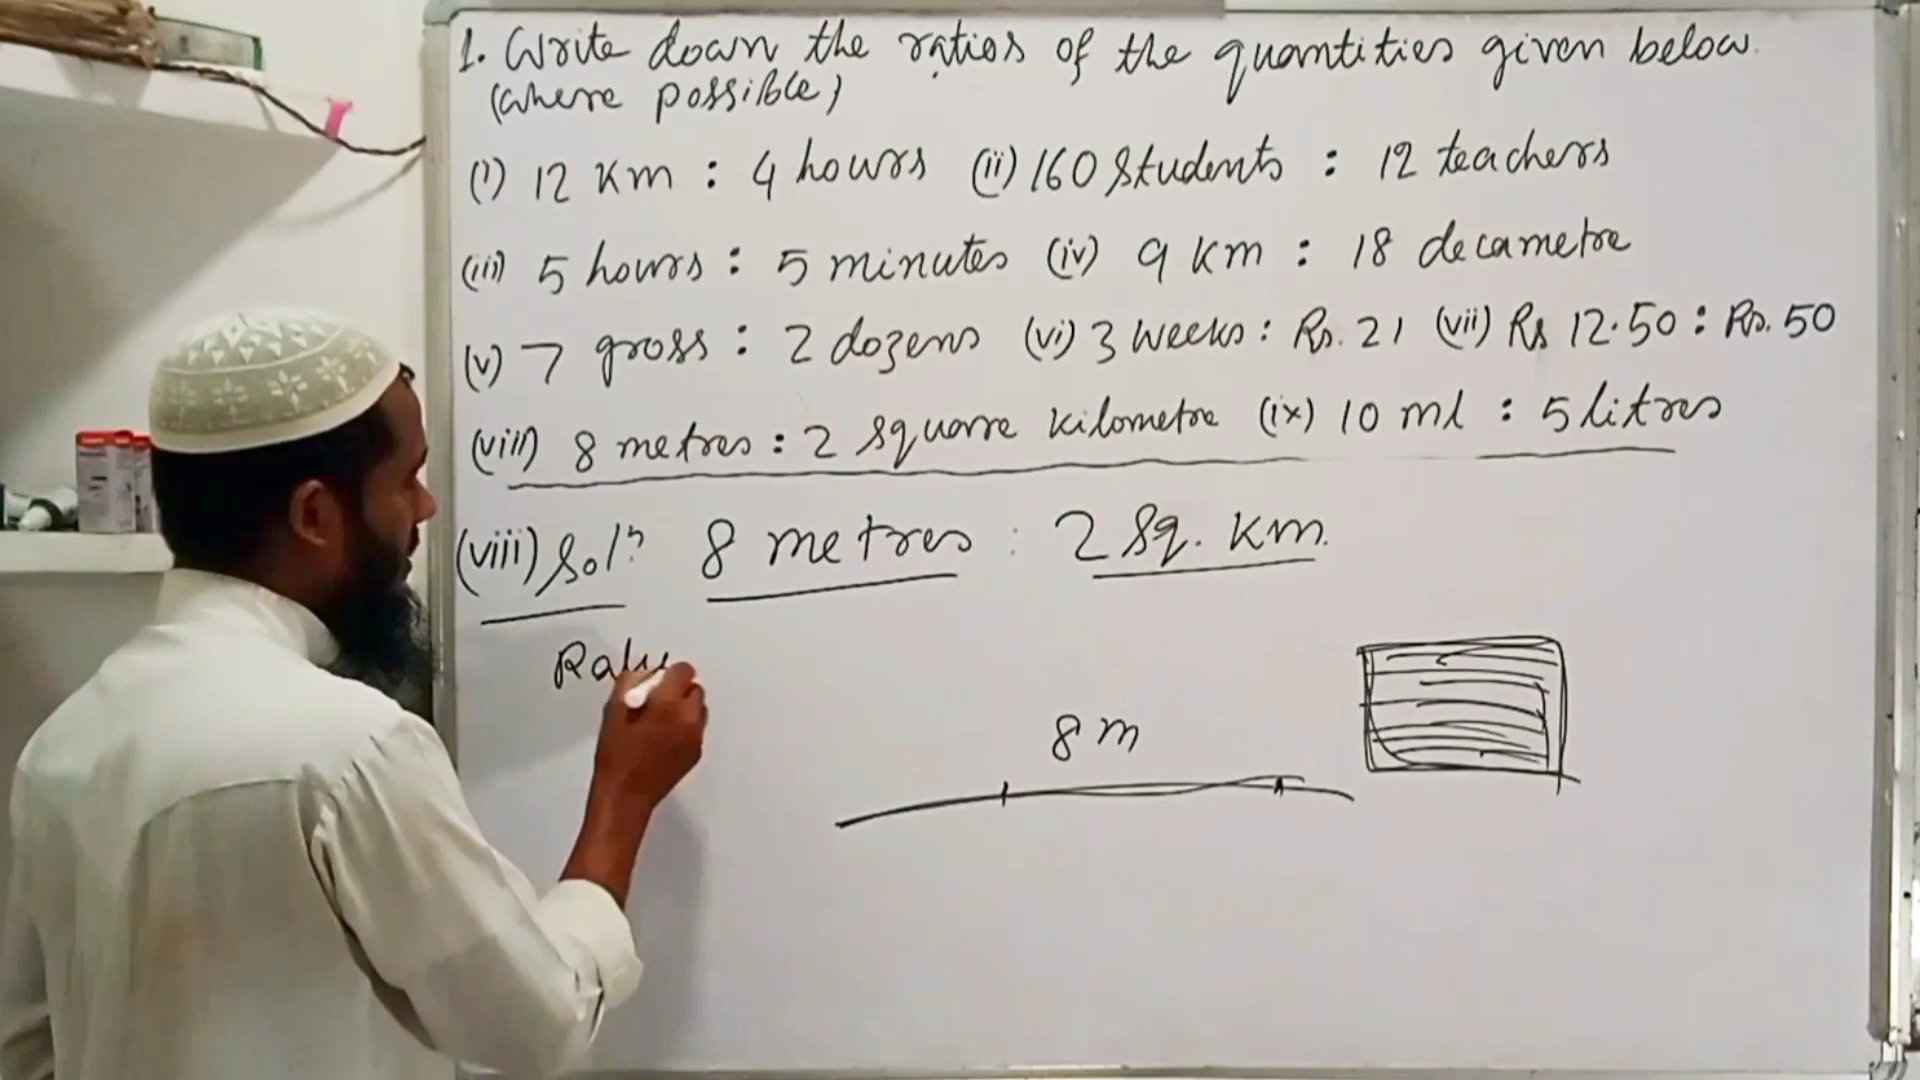 1. Write down the ratios of the quantities given below.
(where possible)
(i) 12 Km : 4 hours (ii) 160 Students : 12 teachers
(iii) 5 hours : 5 minutes (iv) 9 Km : 18 decametre
(v) 7 gross : 2 dozens (vi) 3 weeks : Rs. 21 (vii) Rs 12.50 : Rs. 50
(viii) 8 metres : 2 square kilometre (ix) 10 ml : 5 litres
(viii) Solⁿ 8 metres : 2 Sq. Km.
8 m